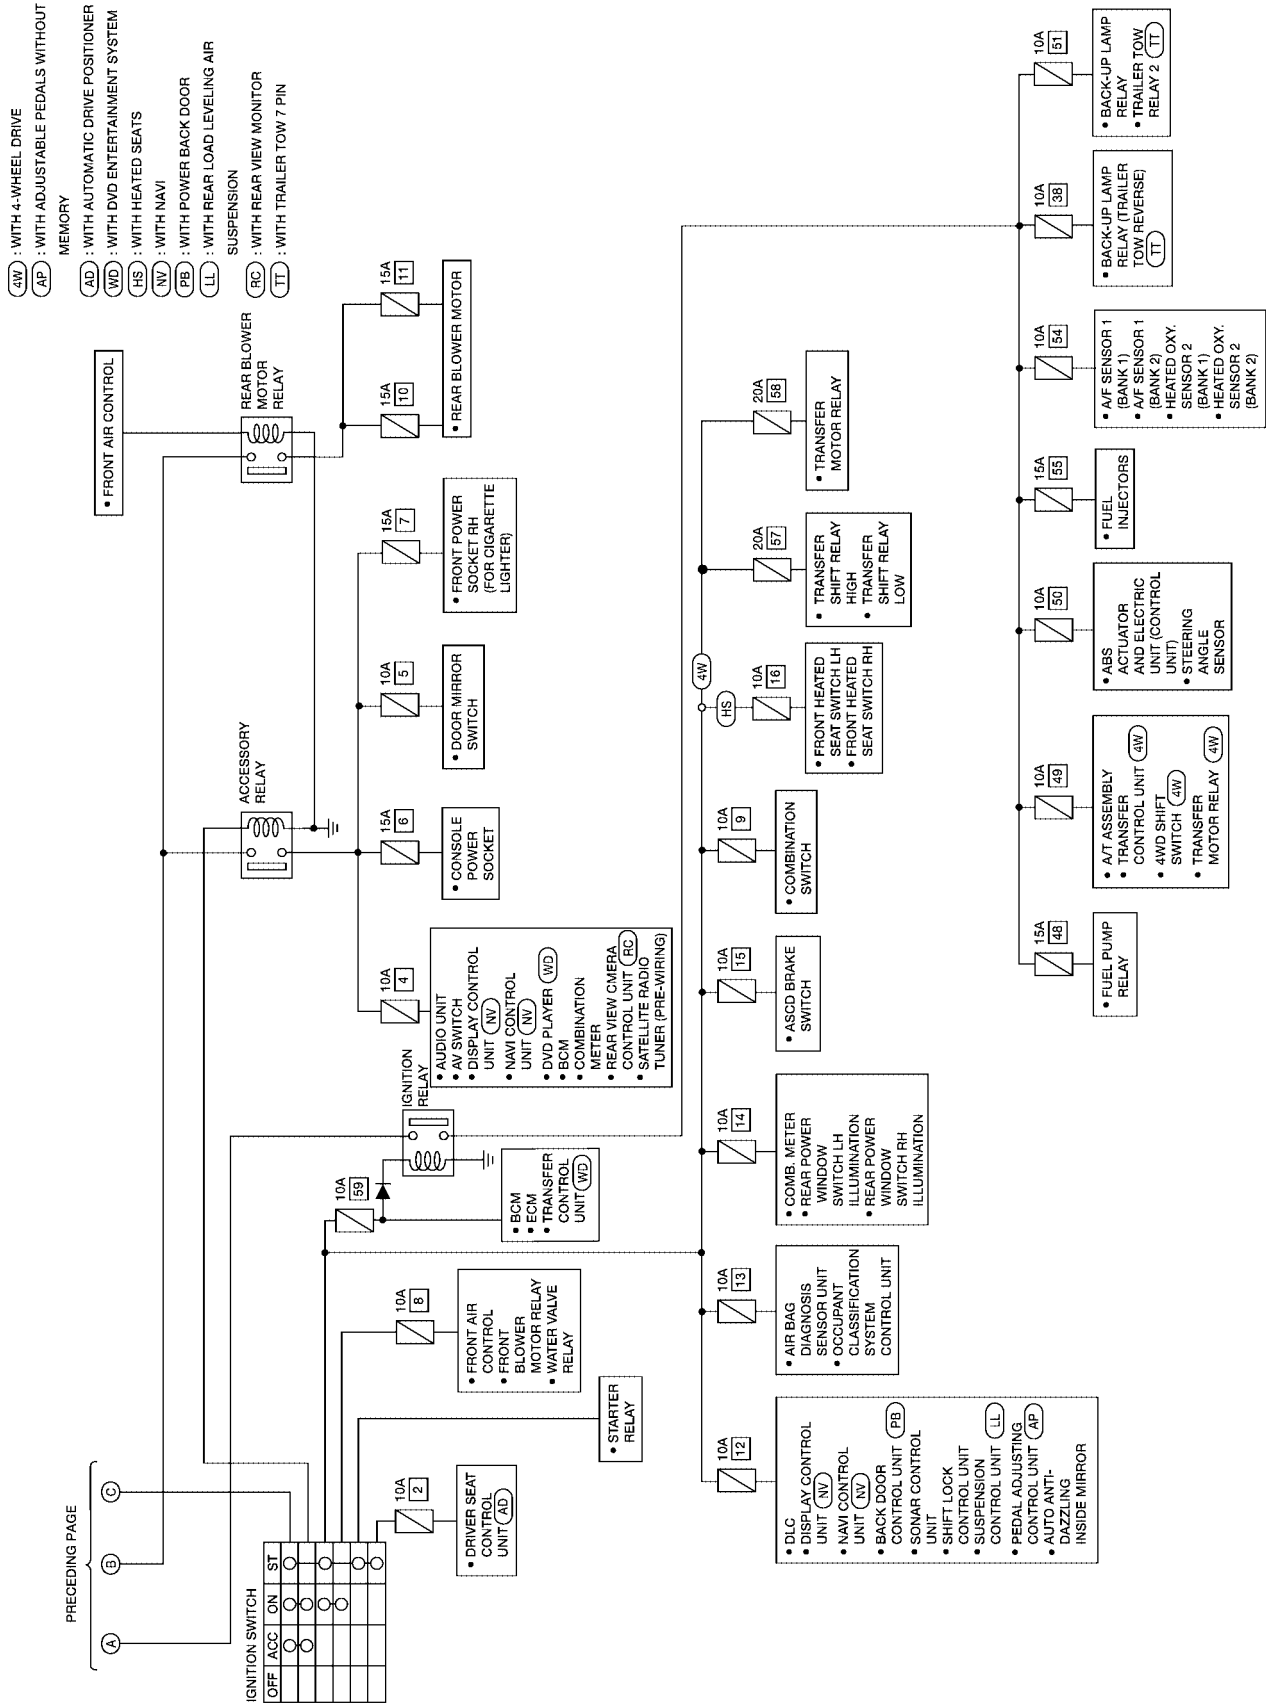 PRECEDING PAGE
A
B
C
4W : WITH 4-WHEEL DRIVE
AP : WITH ADJUSTABLE PEDALS WITHOUT
MEMORY
AD : WITH AUTOMATIC DRIVE POSITIONER
WD : WITH DVD ENTERTAINMENT SYSTEM
HS : WITH HEATED SEATS
NV : WITH NAVI
PB : WITH POWER BACK DOOR
LL : WITH REAR LOAD LEVELING AIR
SUSPENSION
RC : WITH REAR VIEW MONITOR
TT : WITH TRAILER TOW 7 PIN
• FRONT AIR CONTROL
IGNITION SWITCH
OFF ACC ON ST
ACCESSORY
RELAY
REAR BLOWER
MOTOR
RELAY
10A
2
• DRIVER SEAT
CONTROL
UNIT AD
• STARTER
RELAY
10A
8
• FRONT AIR
CONTROL
• FRONT
BLOWER
MOTOR RELAY
• WATER VALVE
RELAY
10A
59
• BCM
• ECM
• TRANSFER
CONTROL
UNIT WD
IGNITION
RELAY
10A
4
• AUDIO UNIT
• AV SWITCH
• DISPLAY CONTROL
UNIT NV
• NAVI CONTROL
UNIT NV
• DVD PLAYER WD
• BCM
• COMBINATION
METER
• REAR VIEW CMERA
CONTROL UNIT RC
• SATELLITE RADIO
TUNER (PRE-WIRING)
15A
6
• CONSOLE
POWER
SOCKET
10A
5
• DOOR MIRROR
SWITCH
15A
7
• FRONT POWER
SOCKET RH
(FOR CIGARETTE
LIGHTER)
15A
10
15A
11
• REAR BLOWER MOTOR
10A
12
• DLC
• DISPLAY CONTROL
UNIT NV
• NAVI CONTROL
UNIT NV
• BACK DOOR
CONTROL UNIT PB
• SONAR CONTROL
UNIT
• SHIFT LOCK
CONTROL UNIT
• SUSPENSION
CONTROL UNIT LL
• PEDAL ADJUSTING
CONTROL UNIT AP
• AUTO ANTI-
DAZZLING
INSIDE MIRROR
10A
13
• AIR BAG
DIAGNOSIS
SENSOR UNIT
• OCCUPANT
CLASSIFICATION
SYSTEM
CONTROL UNIT
10A
14
• COMB. METER
• REAR POWER
WINDOW
SWITCH LH
ILLUMINATION
• REAR POWER
WINDOW
SWITCH RH
ILLUMINATION
10A
15
• ASCD BRAKE
SWITCH
10A
9
• COMBINATION
SWITCH
HS
4W
10A
16
• FRONT HEATED
SEAT SWITCH LH
• FRONT HEATED
SEAT SWITCH RH
20A
57
• TRANSFER
SHIFT RELAY
HIGH
• TRANSFER
SHIFT RELAY
LOW
20A
58
• TRANSFER
MOTOR RELAY
15A
48
• FUEL PUMP
RELAY
10A
49
• A/T ASSEMBLY
• TRANSFER
CONTROL UNIT 4W
• 4WD SHIFT
SWITCH 4W
• TRANSFER
MOTOR RELAY 4W
10A
50
• ABS
ACTUATOR
AND ELECTRIC
UNIT (CONTROL
UNIT)
• STEERING
ANGLE
SENSOR
15A
55
• FUEL
INJECTORS
10A
54
• A/F SENSOR 1
(BANK 1)
• A/F SENSOR 1
(BANK 2)
• HEATED OXY.
SENSOR 2
(BANK 1)
• HEATED OXY.
SENSOR 2
(BANK 2)
10A
38
• BACK-UP LAMP
RELAY (TRAILER
TOW REVERSE)
TT
10A
51
• BACK-UP LAMP
RELAY
• TRAILER TOW
RELAY 2 TT